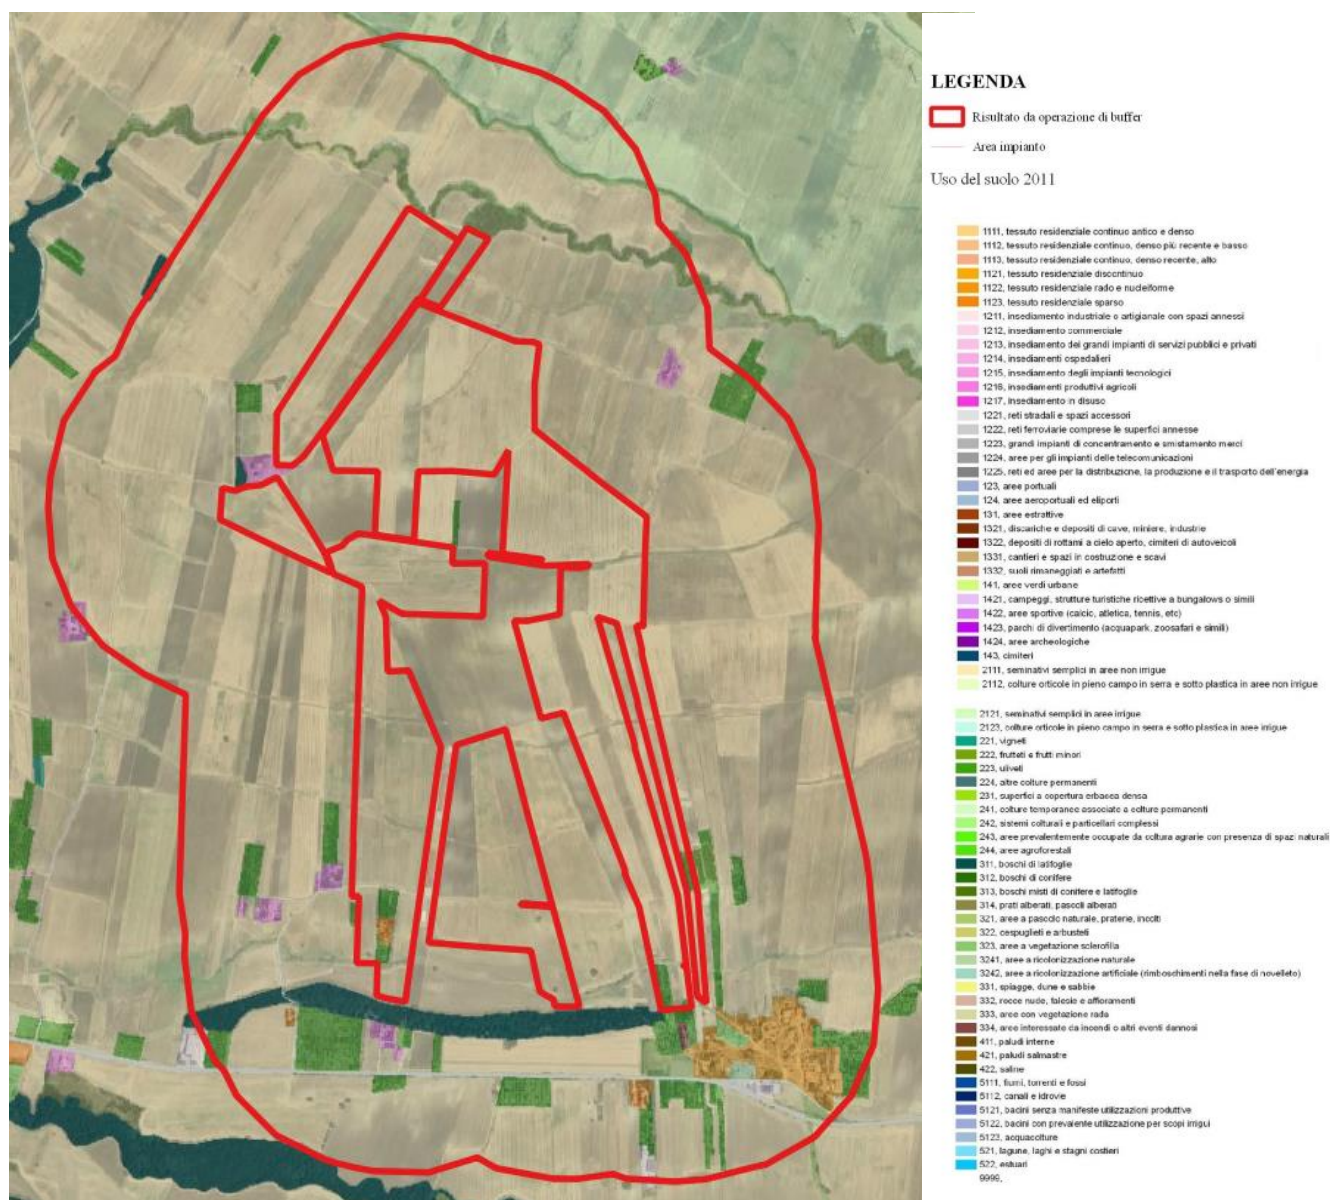 LEGENDA
Risultato da operazione di buffer
Area impianto
Uso del suolo 2011
1111, tessuto residenziale continuo antico e denso
1112, tessuto residenziale continuo, denso più recente e basso
1113, tessuto residenziale continuo, denso recente, alto
1121, tessuto residenziale discontinuo
1122, tessuto residenziale rado e nucleiforme
1123, tessuto residenziale sparso
1211, insediamento industriale o artigianale con spazi annessi
1212, insediamento commerciale
1213, insediamento dei grandi impianti di servizi pubblici e privati
1214, insediamenti ospedalieri
1215, insediamento degli impianti tecnologici
1216, insediamenti produttivi agricoli
1217, insediamento in disuso
1221, reti stradali e spazi accessori
1222, reti ferroviarie comprese le superfici annesse
1223, grandi impianti di concentramento e smistamento merci
1224, aree per gli impianti delle telecomunicazioni
1225, reti ed aree per la distribuzione, la produzione e il trasporto dell'energia
123, aree portuali
124, aree aeroportuali ed eliporti
131, aree estrattive
1321, discariche e depositi di cave, miniere, industrie
1322, depositi di rottami a cielo aperto, cimiteri di autoveicoli
1331, cantieri e spazi in costruzione e scavi
1332, suoli rimaneggiati e artefatti
141, aree verdi urbane
1421, campeggi, strutture turistiche ricettive a bungalows o simili
1422, aree sportive (calcio, atletica, tennis, etc)
1423, parchi di divertimento (acquapark, zoosafari e simili)
1424, aree archeologiche
143, cimiteri
2111, seminativi semplici in aree non irrigue
2112, colture orticole in pieno campo in serra e sotto plastica in aree non irrigue
2121, seminativi semplici in aree irrigue
2123, colture orticole in pieno campo in serra e sotto plastica in aree irrigue
221, vigneti
222, frutteti e frutti minori
223, uliveti
224, altre colture permanenti
231, superfici a copertura erbacea densa
241, colture temporanee associate a colture permanenti
242, sistemi colturali e particellari complessi
243, aree prevalentemente occupate da coltura agrarie con presenza di spazi naturali
244, aree agroforestali
311, boschi di latifoglie
312, boschi di conifere
313, boschi misti di conifere e latifoglie
314, prati alberati, pascoli alberati
321, aree a pascolo naturale, praterie, incolti
322, cespuglieti e arbusteti
323, aree a vegetazione sclerofilla
3241, aree a ricolonizzazione naturale
3242, aree a ricolonizzazione artificiale (rimboschimenti nella fase di novelleto)
331, spiagge, dune e sabbie
332, rocce nude, falesie e affioramenti
333, aree con vegetazione rada
334, aree interessate da incendi o altri eventi dannosi
411, paludi interne
421, paludi salmastre
422, saline
5111, fiumi, torrenti e fossi
5112, canali e idrovie
5121, bacini senza manifeste utilizzazioni produttive
5122, bacini con prevalente utilizzazione per scopi irrigui
5123, acquacolture
521, lagune, laghi e stagni costieri
522, estuari
9999,